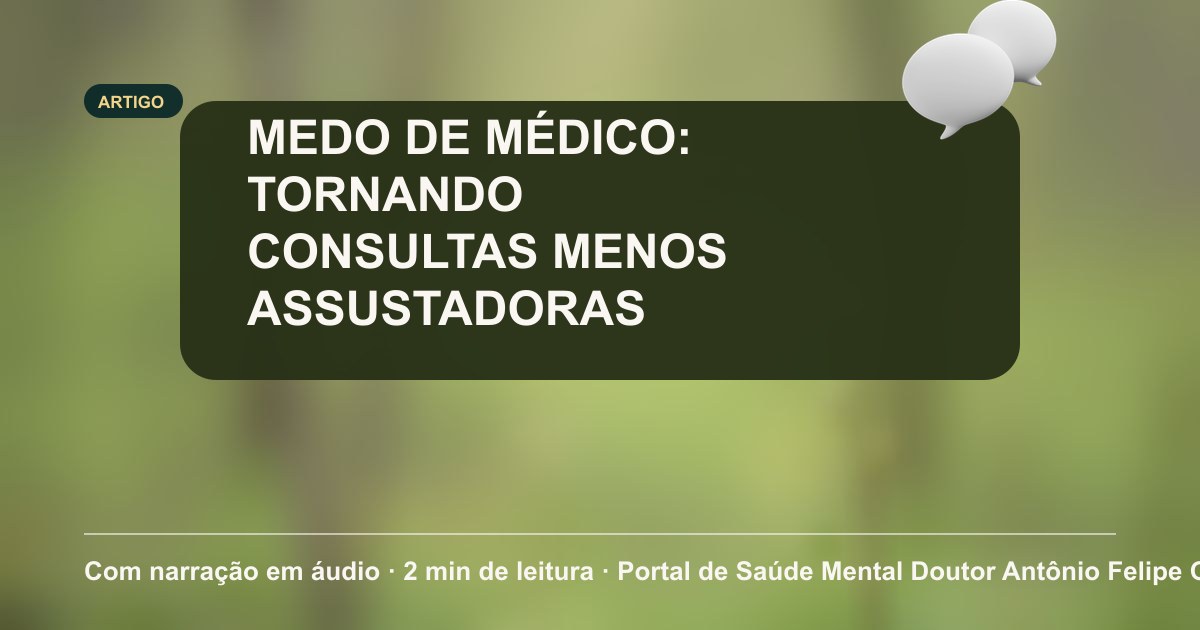 ARTIGO
MEDO DE MÉDICO:
TORNANDO
CONSULTAS MENOS
ASSUSTADORAS
Com narração em áudio · 2 min de leitura · Portal de Saúde Mental Doutor Antônio Felipe